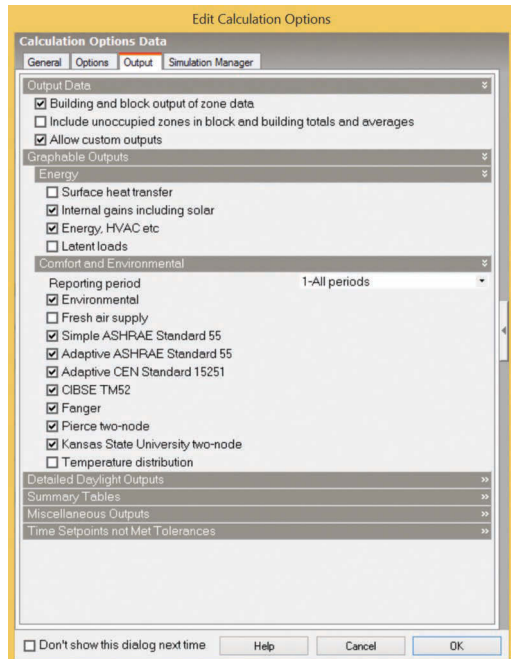 Edit Calculation Options
Calculation Options Data
General Options Output Simulation Manager
Output Data
Building and block output of zone data
Include unoccupied zones in block and building totals and averages
Allow custom outputs
Graphable Outputs
Energy
Surface heat transfer
Internal gains including solar
Energy, HVAC etc
Latent loads
Comfort and Environmental
Reporting period 1-All periods
Environmental
Fresh air supply
Simple ASHRAE Standard 55
Adaptive ASHRAE Standard 55
Adaptive CEN Standard 15251
CIBSE TM52
Fanger
Pierce two-node
Kansas State University two-node
Temperature distribution
Detailed Daylight Outputs
Summary Tables
Miscellaneous Outputs
Time Setpoints not Met Tolerances
Don't show this dialog next time Help Cancel OK